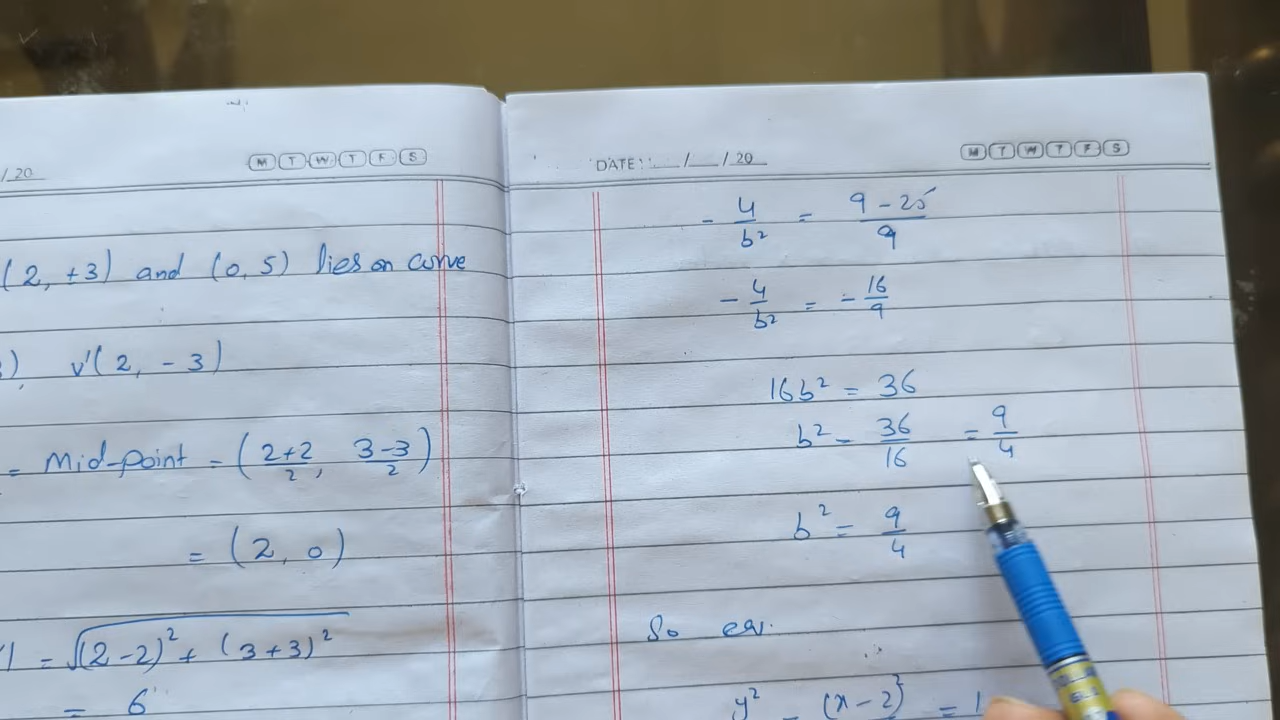 / 20
M T W T F S
(2, ±3) and (0, 5) lies on curve
), v'(2, -3)
= Mid-point = (2+2/2, 3-3/2)
= (2, 0)
| = √(2-2)² + (3+3)²
= 6
DATE: / / 20
M T W T F S
- 4/b² = 9 - 25/9
- 4/b² = - 16/9
16b² = 36
b² = 36/16 = 9/4
b² = 9/4
So
y² - (x-2)² = 1